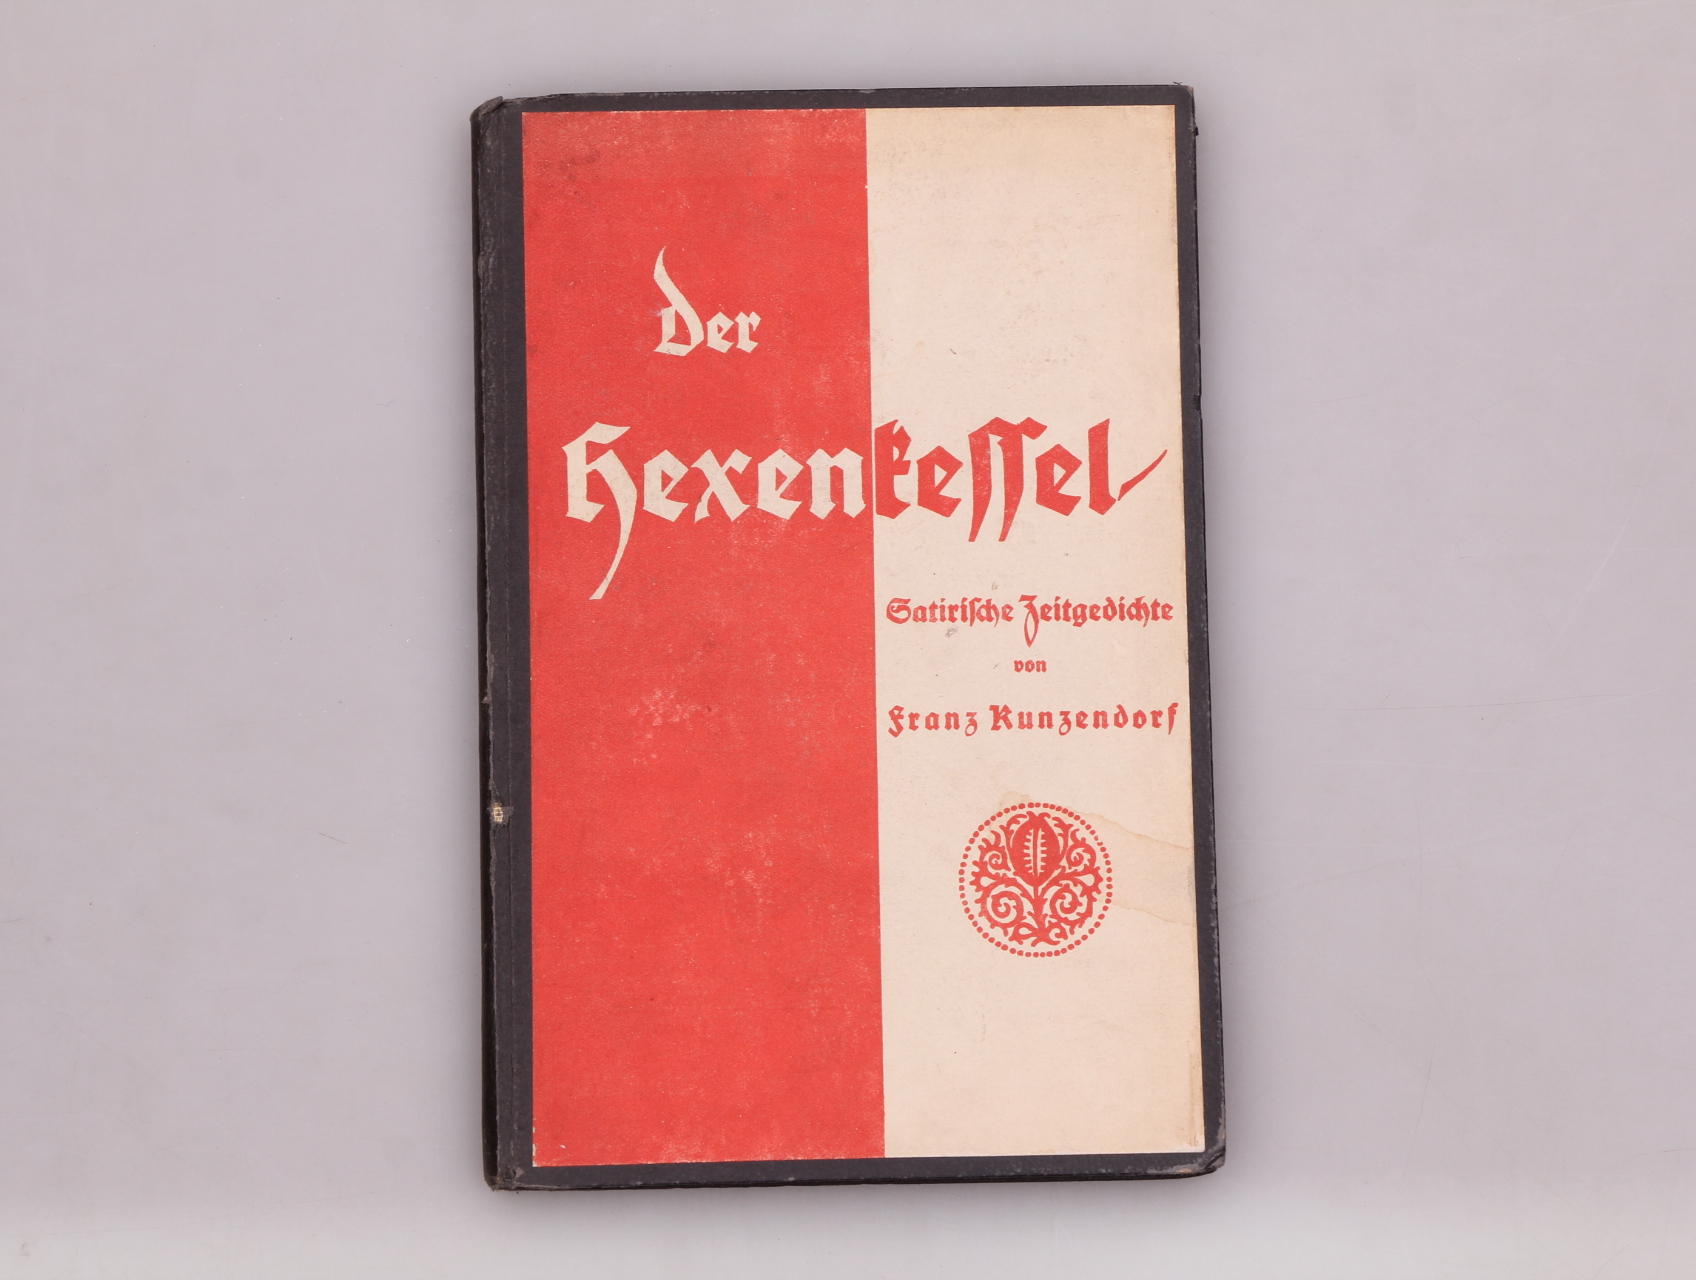 Der
Hexenkessel
Satirische Zeitgedichte
von
Franz Kunzendorf